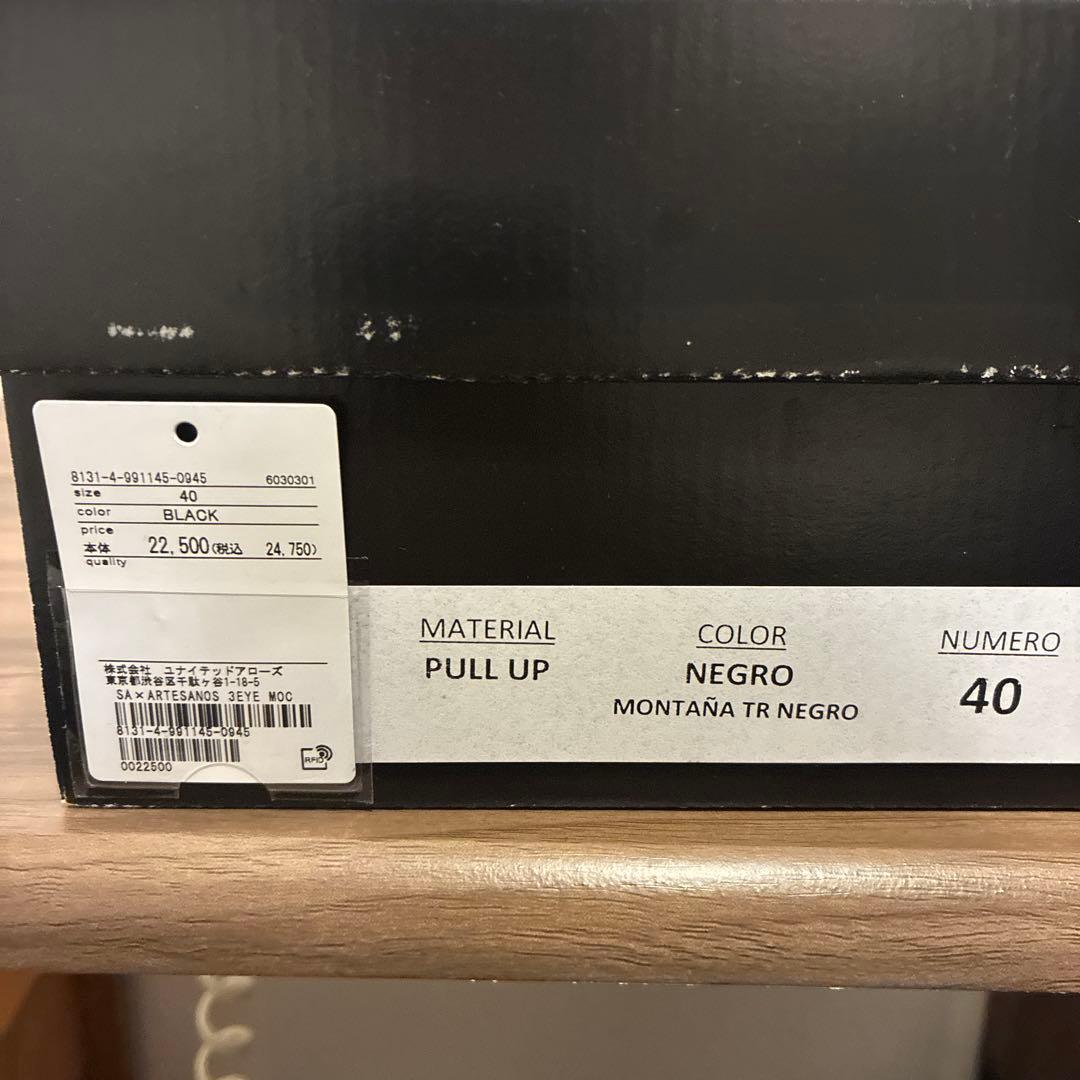 8131-4-991145-0945 6030301
size 40
color BLACK
price
本体 22,500(税込 24,750)
quality
株式会社 ユナイテッドアローズ
東京都渋谷区千駄ヶ谷1-18-5
SA×ARTESANOS 3EYE MOC
8131-4-991145-0945
0022500
RFID
MATERIAL
PULL UP
COLOR
NEGRO
MONTAÑA TR NEGRO
NUMERO
40